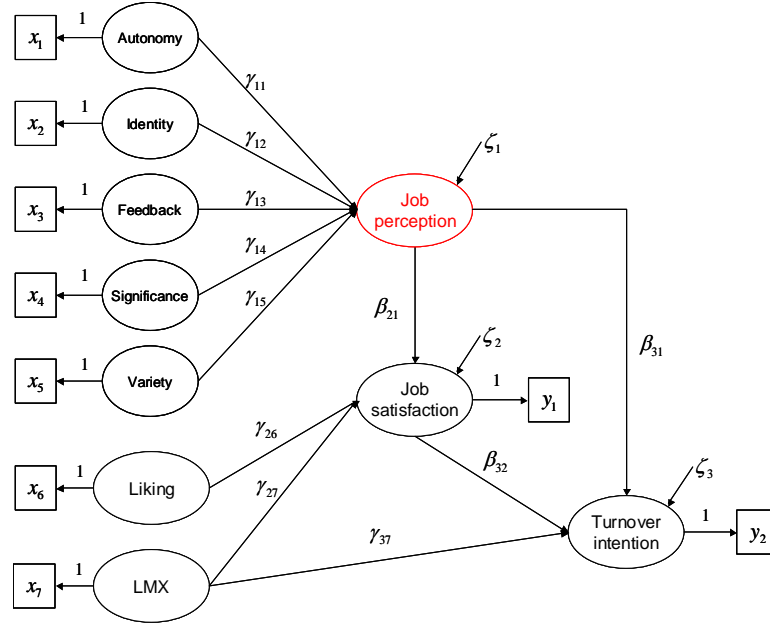 1
x₁
Autonomy
γ₁₁
1
x₂
Identity
γ₁₂
ζ₁
1
x₃
Feedback
γ₁₃
Job
perception
1
x₄
Significance
γ₁₄
β₂₁
1
x₅
Variety
γ₁₅
ζ₂
β₃₁
Job
satisfaction
1
y₁
1
x₆
Liking
γ₂₆
β₃₂
ζ₃
γ₂₇
Turnover
intention
1
y₂
γ₃₇
1
x₇
LMX